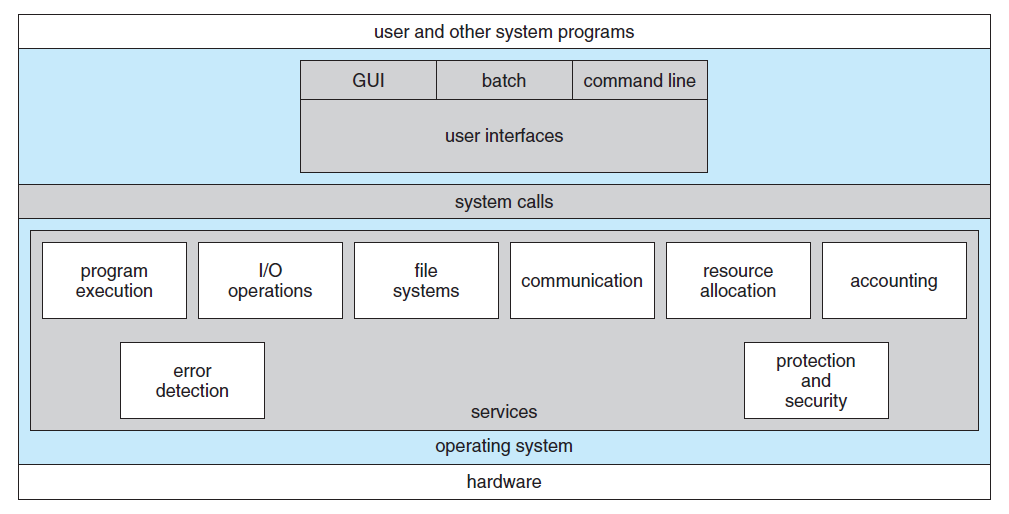 user and other system programs
GUI
batch
command line
user interfaces
system calls
program
execution
I/O
operations
file
systems
communication
resource
allocation
accounting
error
detection
protection
and
security
services
operating system
hardware